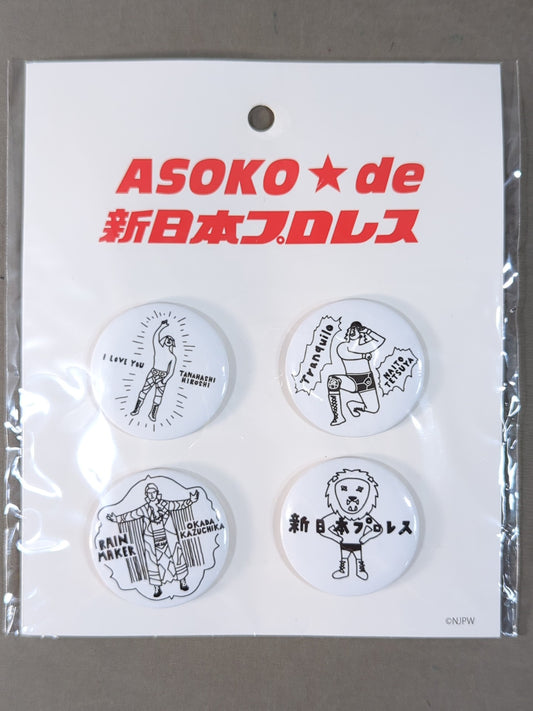 ASOKO★de
新日本プロレス
I LOVE YOU
TANAHASHI
HIROSHI
Tranquilo
NAITO
TETSUYA
RAIN
MAKER
OKADA
KAZUCHIKA
新日本プロレス
©NJPW